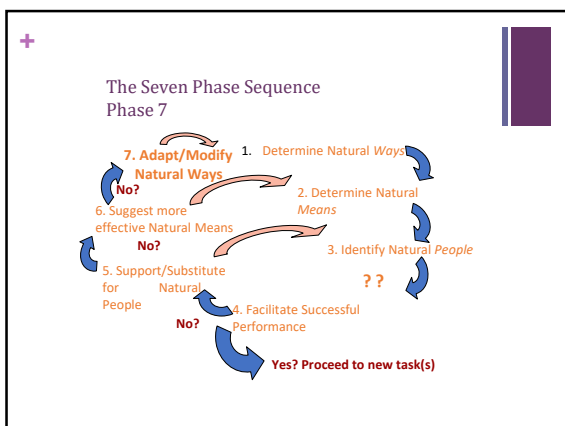 +
The Seven Phase Sequence
Phase 7
7. Adapt/Modify
Natural Ways
1. Determine Natural Ways
No?
2. Determine Natural
Means
6. Suggest more
effective Natural Means
No?
3. Identify Natural People
5. Support/Substitute
for Natural
People
? ?
4. Facilitate Successful
Performance
No?
Yes? Proceed to new task(s)